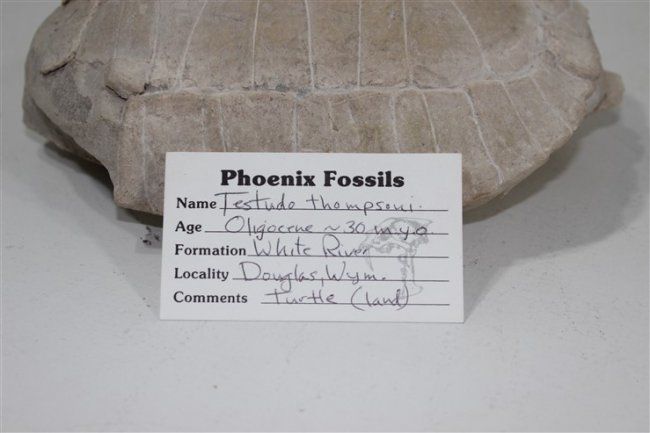 Phoenix Fossils
Name Testudo thompsoni.
Age Oligocene ~ 30 m.y.o
Formation White River
Locality Douglas, Wym.
Comments turtle (land)